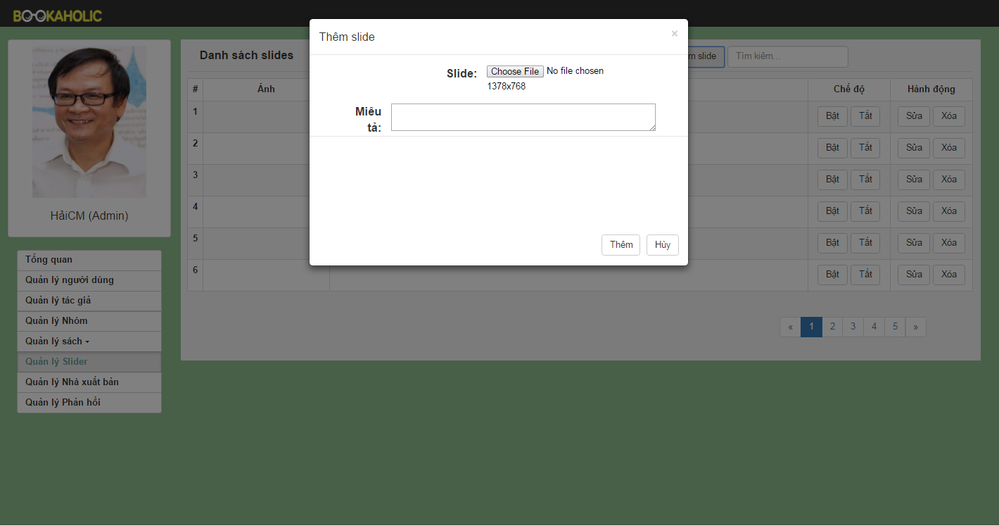 BOOKAHOLIC
Thêm slide ×
Slide: Choose File No file chosen
1378x768
Miêu
tả:
Thêm Hủy
HảiCM (Admin)
Tổng quan
Quản lý người dùng
Quản lý tác giả
Quản lý Nhóm
Quản lý sách
Quản lý Slider
Quản lý Nhà xuất bản
Quản lý Phản hồi
Danh sách slides slide Tìm kiếm...
# Ảnh Chế độ Hành động
1 Bật Tắt Sửa Xóa
2 Bật Tắt Sửa Xóa
3 Bật Tắt Sửa Xóa
4 Bật Tắt Sửa Xóa
5 Bật Tắt Sửa Xóa
6 Bật Tắt Sửa Xóa
« 1 2 3 4 5 »